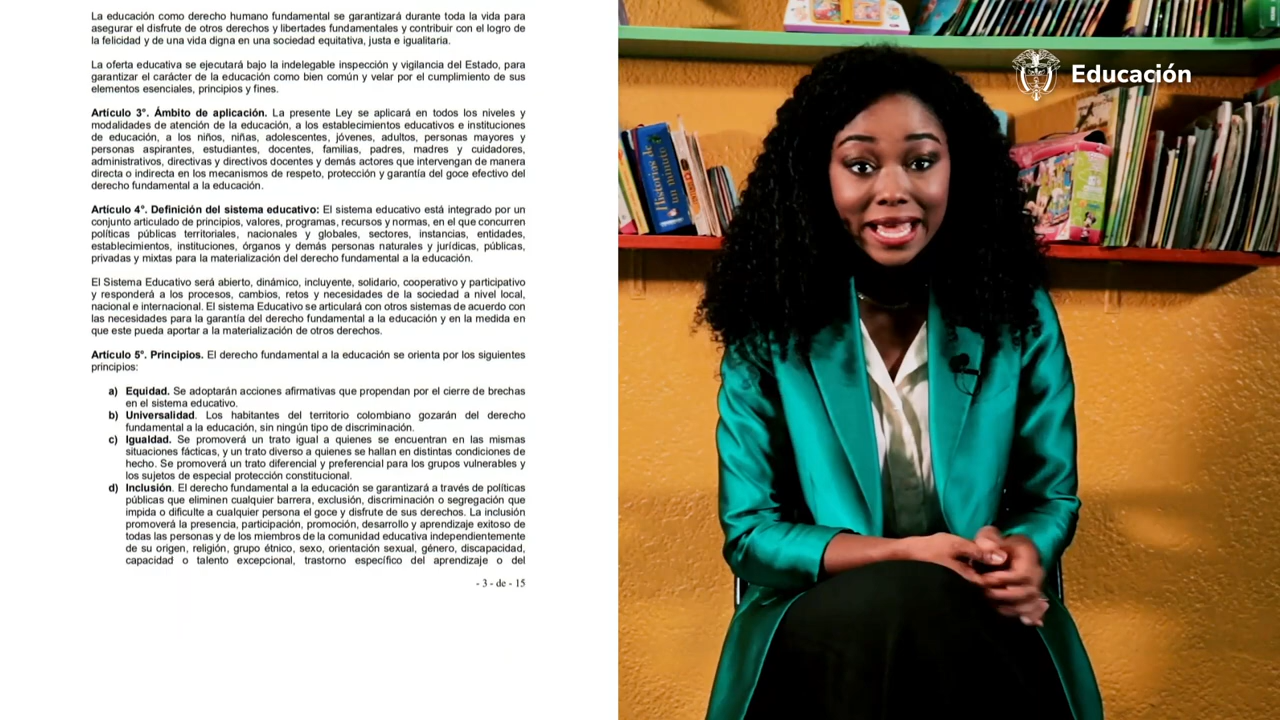 La educación como derecho humano fundamental se garantizará durante toda la vida para
asegurar el disfrute de otros derechos y libertades fundamentales y contribuir con el logro de
la felicidad y de una vida digna en una sociedad equitativa, justa e igualitaria.
La oferta educativa se ejecutará bajo la indelegable inspección y vigilancia del Estado, para
garantizar el carácter de la educación como bien común y velar por el cumplimiento de sus
elementos esenciales, principios y fines.
Artículo 3°. Ámbito de aplicación. La presente Ley se aplicará en todos los niveles y
modalidades de atención de la educación, a los establecimientos educativos e instituciones
de educación, a los niños, niñas, adolescentes, jóvenes, adultos, personas mayores y
personas aspirantes, estudiantes, docentes, familias, padres, madres y cuidadores,
administrativos, directivas y directivos docentes y demás actores que intervengan de manera
directa o indirecta en los mecanismos de respeto, protección y garantía del goce efectivo del
derecho fundamental a la educación.
Artículo 4°. Definición del sistema educativo: El sistema educativo está integrado por un
conjunto articulado de principios, valores, programas, recursos y normas, en el que concurren
políticas públicas territoriales, nacionales y globales, sectores, instancias, entidades,
establecimientos, instituciones, órganos y demás personas naturales y jurídicas, públicas,
privadas y mixtas para la materialización del derecho fundamental a la educación.
El Sistema Educativo será abierto, dinámico, incluyente, solidario, cooperativo y participativo
y responderá a los procesos, cambios, retos y necesidades de la sociedad a nivel local,
nacional e internacional. El sistema Educativo se articulará con otros sistemas de acuerdo con
las necesidades para la garantía del derecho fundamental a la educación y en la medida en
que este pueda aportar a la materialización de otros derechos.
Artículo 5°. Principios. El derecho fundamental a la educación se orienta por los siguientes
principios:
a) Equidad. Se adoptarán acciones afirmativas que propendan por el cierre de brechas
en el sistema educativo.
b) Universalidad. Los habitantes del territorio colombiano gozarán del derecho
fundamental a la educación, sin ningún tipo de discriminación.
c) Igualdad. Se promoverá un trato igual a quienes se encuentran en las mismas
situaciones fácticas, y un trato diverso a quienes se hallan en distintas condiciones de
hecho. Se promoverá un trato diferencial y preferencial para los grupos vulnerables y
los sujetos de especial protección constitucional.
d) Inclusión. El derecho fundamental a la educación se garantizará a través de políticas
públicas que eliminen cualquier barrera, exclusión, discriminación o segregación que
impida o dificulte a cualquier persona el goce y disfrute de sus derechos. La inclusión
promoverá la presencia, participación, promoción, desarrollo y aprendizaje exitoso de
todas las personas y de los miembros de la comunidad educativa independientemente
de su origen, religión, grupo étnico, sexo, orientación sexual, género, discapacidad,
capacidad o talento excepcional, trastorno específico del aprendizaje o del
- 3 - de - 15
Educación
Historias de
un minuto